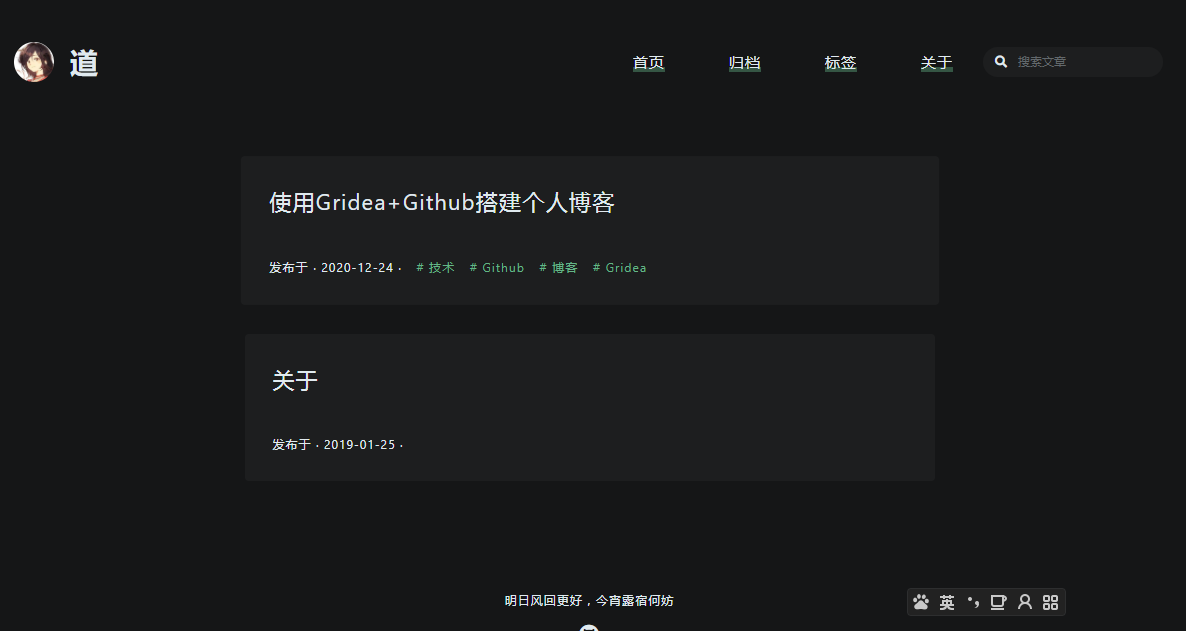 道
首页 归档 标签 关于 搜索文章
使用Gridea+Github搭建个人博客
发布于 · 2020-12-24 · # 技术 # Github # 博客 # Gridea
关于
发布于 · 2019-01-25 ·
明日风回更好，今宵露宿何妨
英